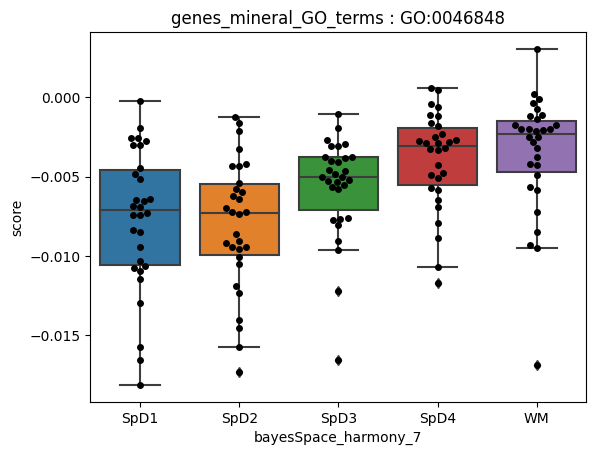 genes_mineral_GO_terms : GO:0046848
score
0.000
−0.005
−0.010
−0.015
SpD1 SpD2 SpD3 SpD4 WM
bayesSpace_harmony_7